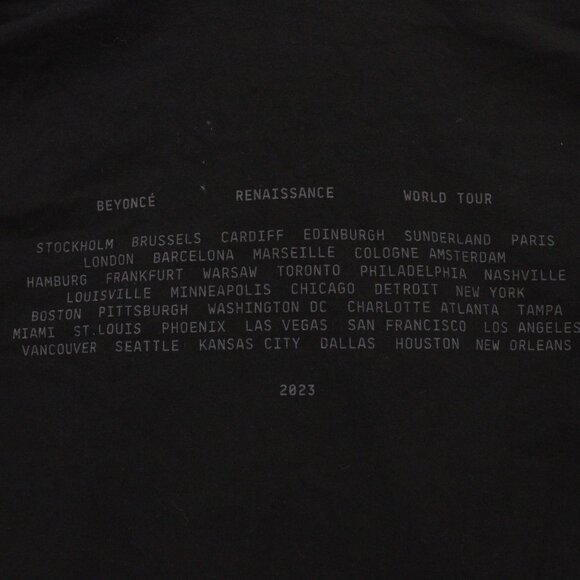 BEYONCÉ RENAISSANCE WORLD TOUR
STOCKHOLM BRUSSELS CARDIFF EDINBURGH SUNDERLAND PARIS
LONDON BARCELONA MARSEILLE COLOGNE AMSTERDAM
HAMBURG FRANKFURT WARSAW TORONTO PHILADELPHIA NASHVILLE
LOUISVILLE MINNEAPOLIS CHICAGO DETROIT NEW YORK
BOSTON PITTSBURGH WASHINGTON DC CHARLOTTE ATLANTA TAMPA
MIAMI ST.LOUIS PHOENIX LAS VEGAS SAN FRANCISCO LOS ANGELES
VANCOUVER SEATTLE KANSAS CITY DALLAS HOUSTON NEW ORLEANS
2023